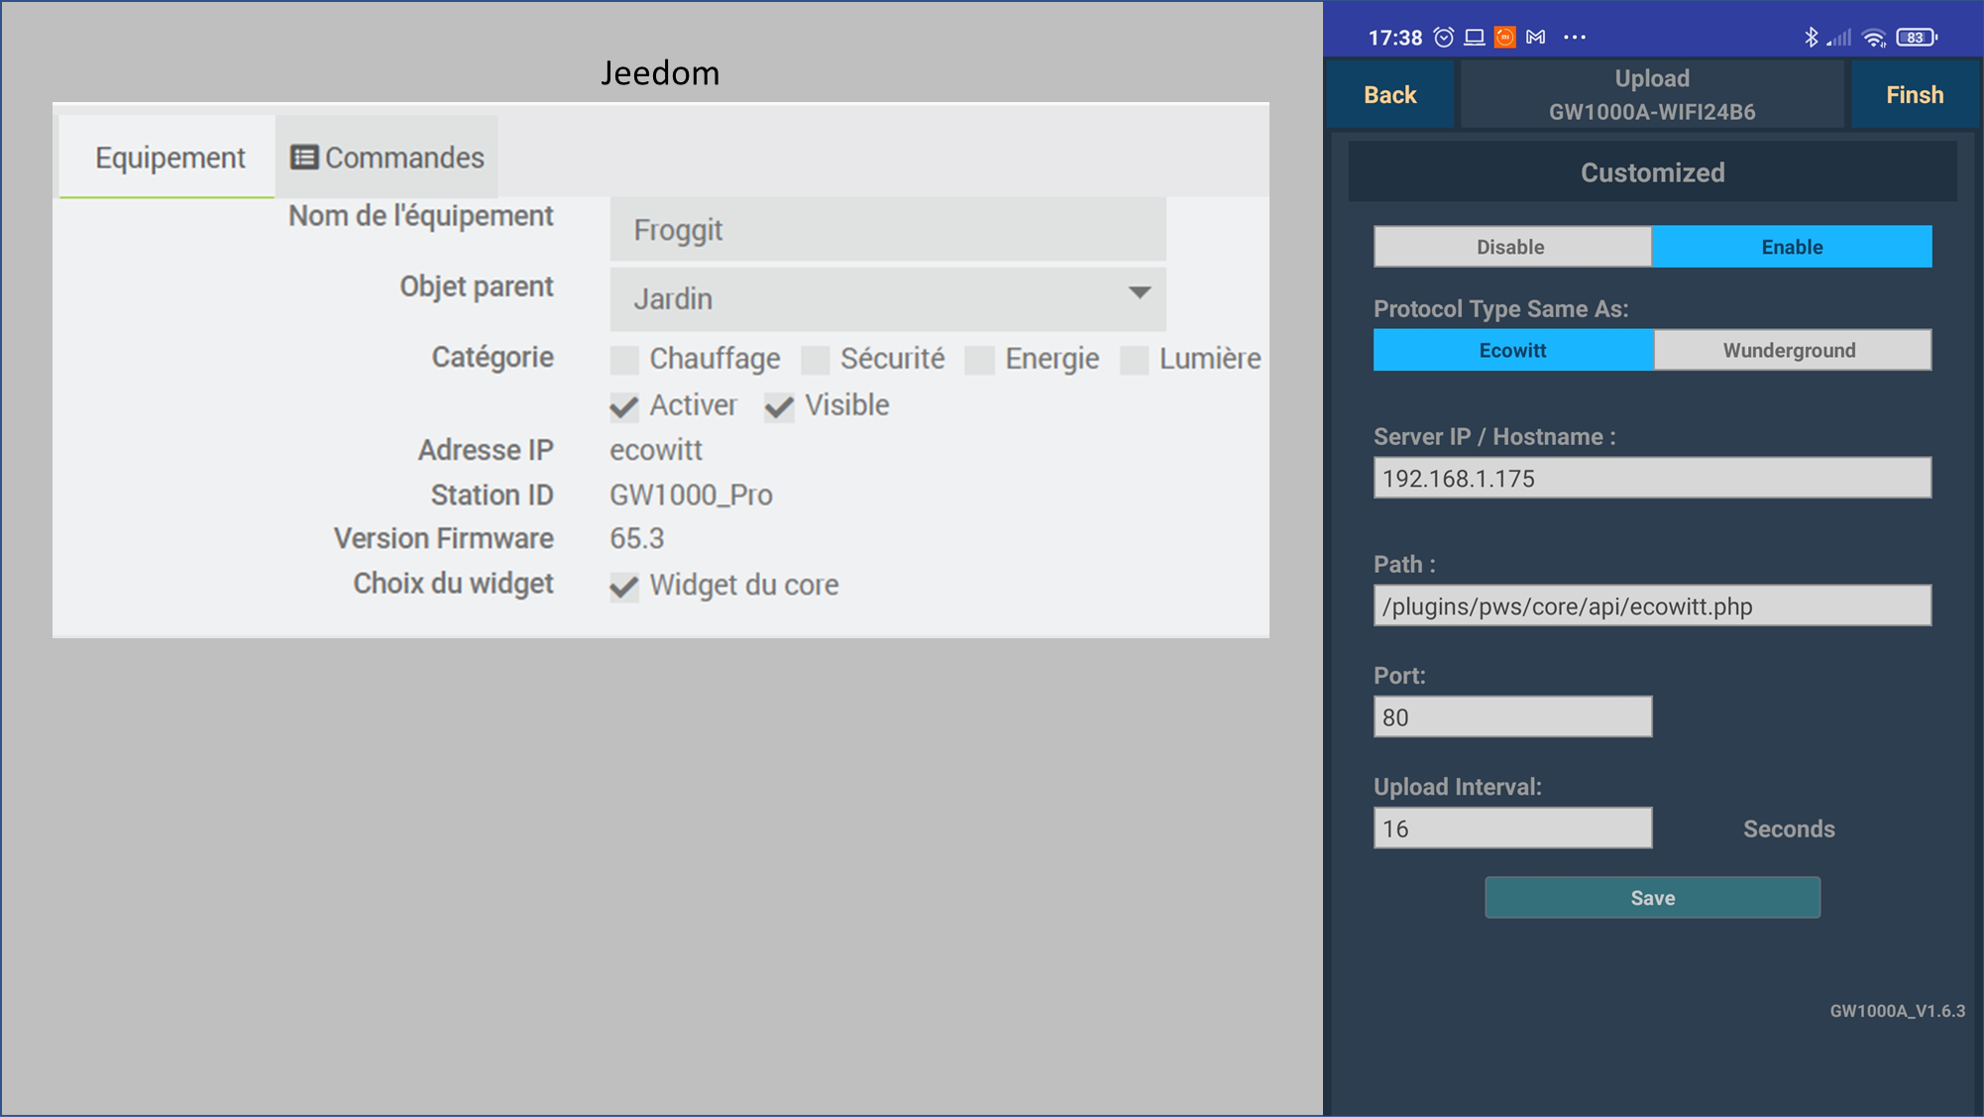 Jeedom
Equipement
Commandes
Nom de l'équipement
Froggit
Objet parent
Jardin
Catégorie
Chauffage Sécurité Energie Lumière
Activer Visible
Adresse IP
ecowitt
Station ID
GW1000_Pro
Version Firmware
65.3
Choix du widget
Widget du core
17:38
83
Back
Upload
GW1000A-WIFI24B6
Finsh
Customized
Disable
Enable
Protocol Type Same As:
Ecowitt
Wunderground
Server IP / Hostname :
192.168.1.175
Path :
/plugins/pws/core/api/ecowitt.php
Port:
80
Upload Interval:
16
Seconds
Save
GW1000A_V1.6.3